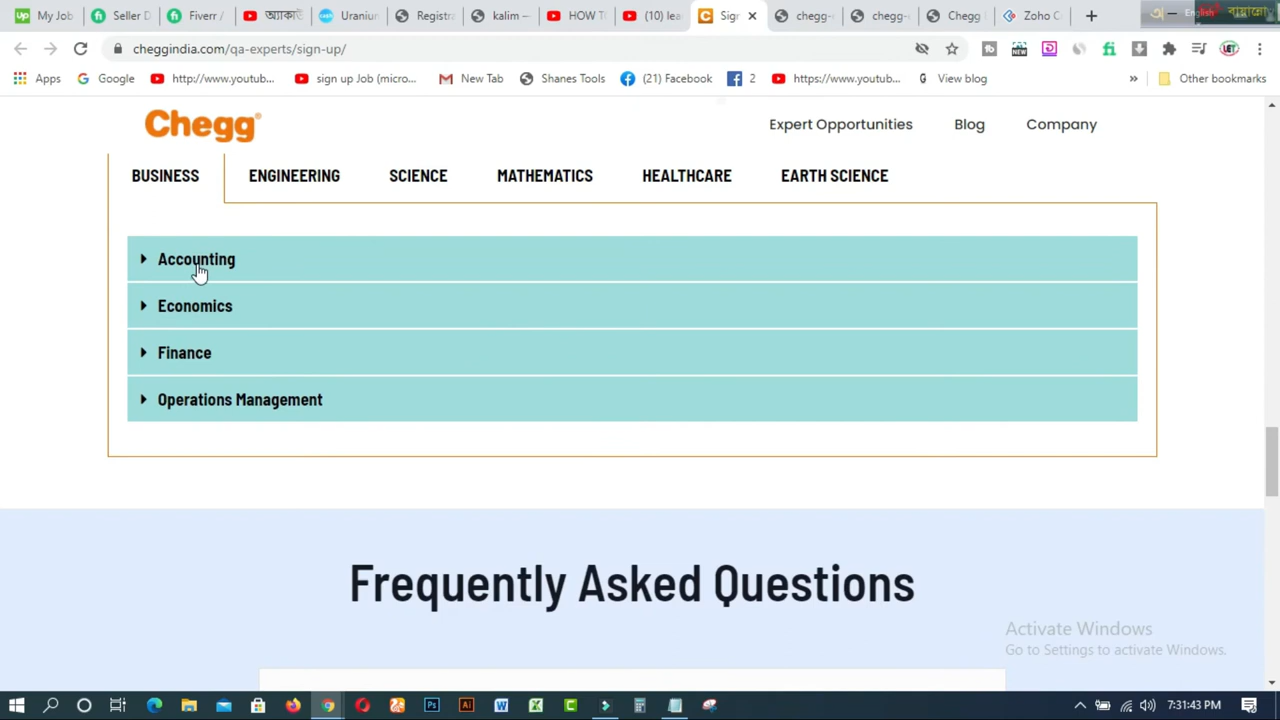 My Job
Seller D
Fiverr /
অ্যাকাউ
Uraniu
Registr
HOW T
(10) lea
Sig
chegg
chegg-
Chegg
Zoho C
English
cheggindia.com/qa-experts/sign-up/
Apps
Google
http://www.youtub...
sign up Job (micro...
New Tab
Shanes Tools
(21) Facebook
2
https://www.youtub...
View blog
»
Other bookmarks
Chegg
Expert Opportunities
Blog
Company
BUSINESS
ENGINEERING
SCIENCE
MATHEMATICS
HEALTHCARE
EARTH SCIENCE
Accounting
Economics
Finance
Operations Management
Frequently Asked Questions
Activate Windows
Go to Settings to activate Windows.
7:31:43 PM